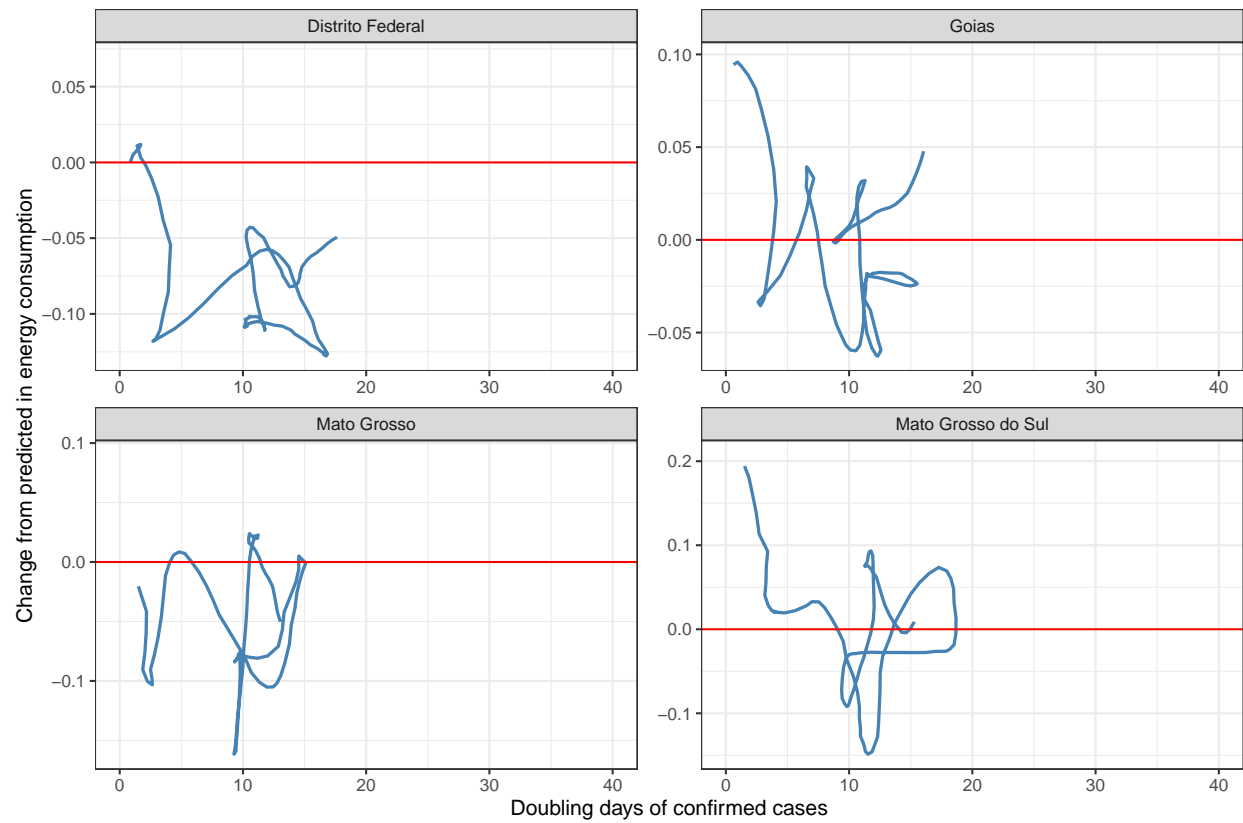 Distrito Federal
Goias
0.05
0.00
−0.05
−0.10
0.10
0.05
0.00
−0.05
0 10 20 30 40
0 10 20 30 40
Mato Grosso
Mato Grosso do Sul
0.1
0.0
−0.1
0.2
0.1
0.0
−0.1
0 10 20 30 40
0 10 20 30 40
Doubling days of confirmed cases
Change from predicted in energy consumption